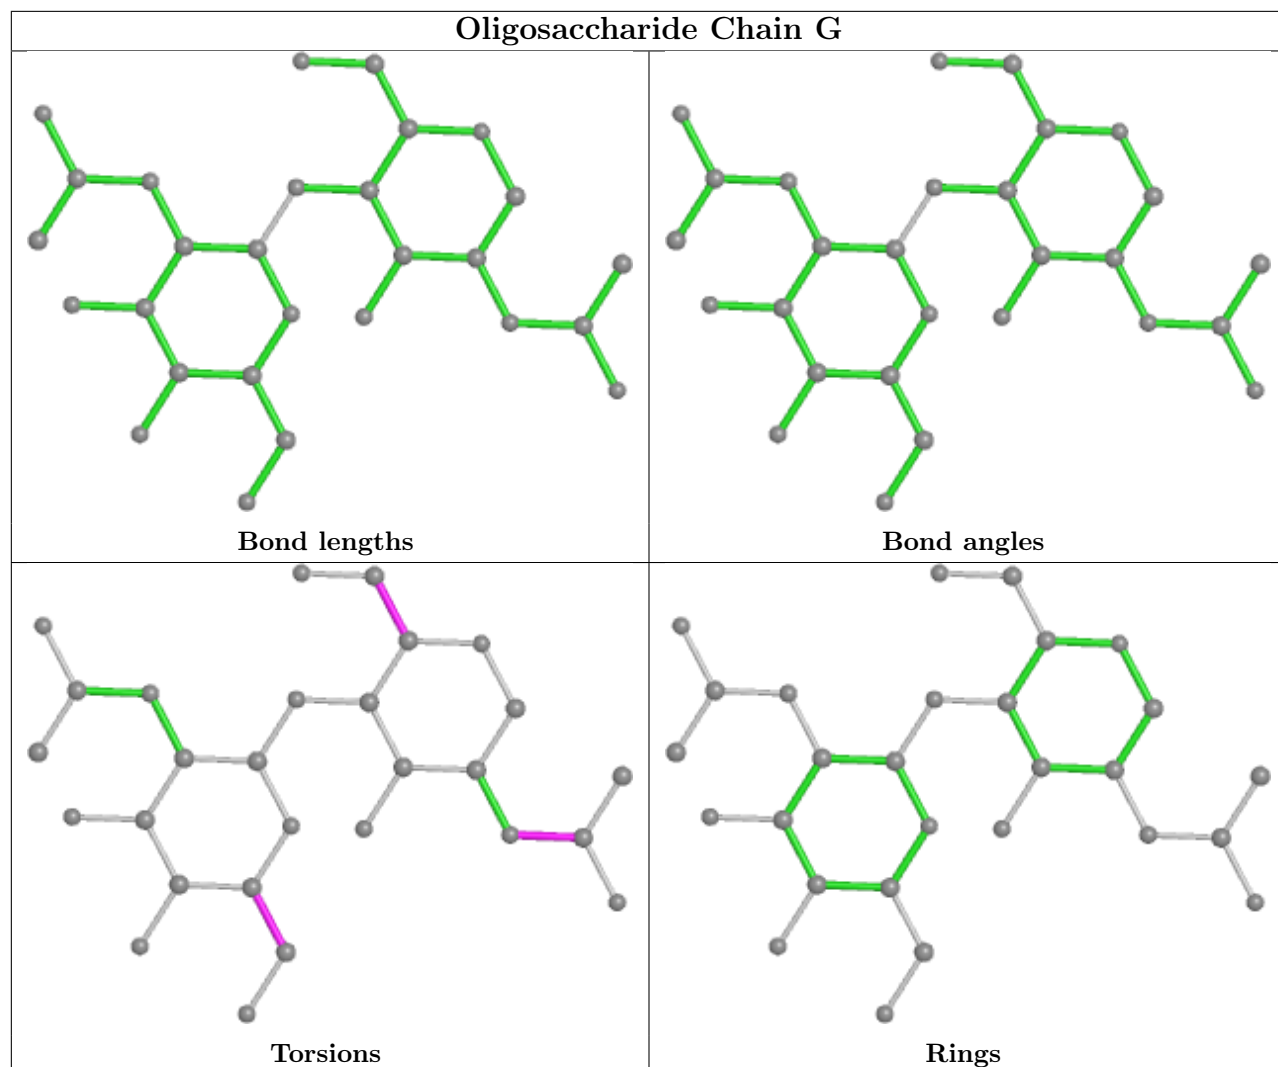 Oligosaccharide Chain G
Bond lengths
Bond angles
Torsions
Rings